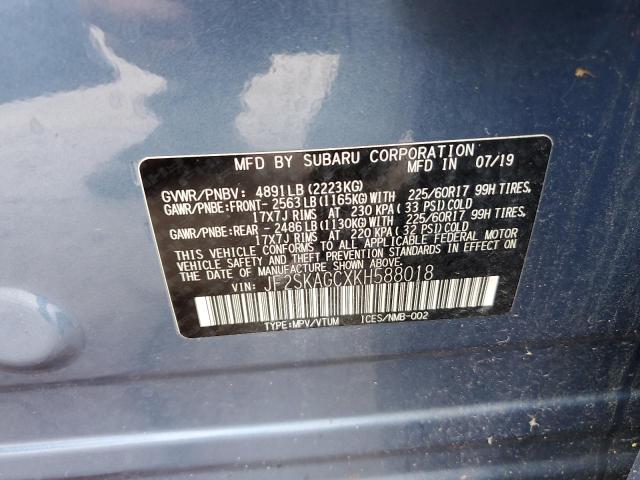 MFD BY SUBARU CORPORATION MFD IN 07/19
GVWR/PNBV: 4891LB(2223KG)
GAWR/PNBE:FRONT- 2563LB(1165KG)WITH 225/60R17 99H TIRES,
17X7J RIMS AT 230 KPA( 33 PSI)COLD
GAWR/PNBE:REAR- 2486LB(1130KG)WITH 225/60R17 99H TIRES,
17X7J RIMS AT 220 KPA( 32 PSI)COLD
THIS VEHICLE CONFORMS TO ALL APPLICABLE FEDERAL MOTOR
VEHICLE SAFETY AND THEFT PREVENTION STANDARDS IN EFFECT ON
THE DATE OF MANUFACTURE SHOWN ABOVE.
VIN: JF2SKAGCXKH588018
TYPE:MPV/VTUM ICES/NMB-002